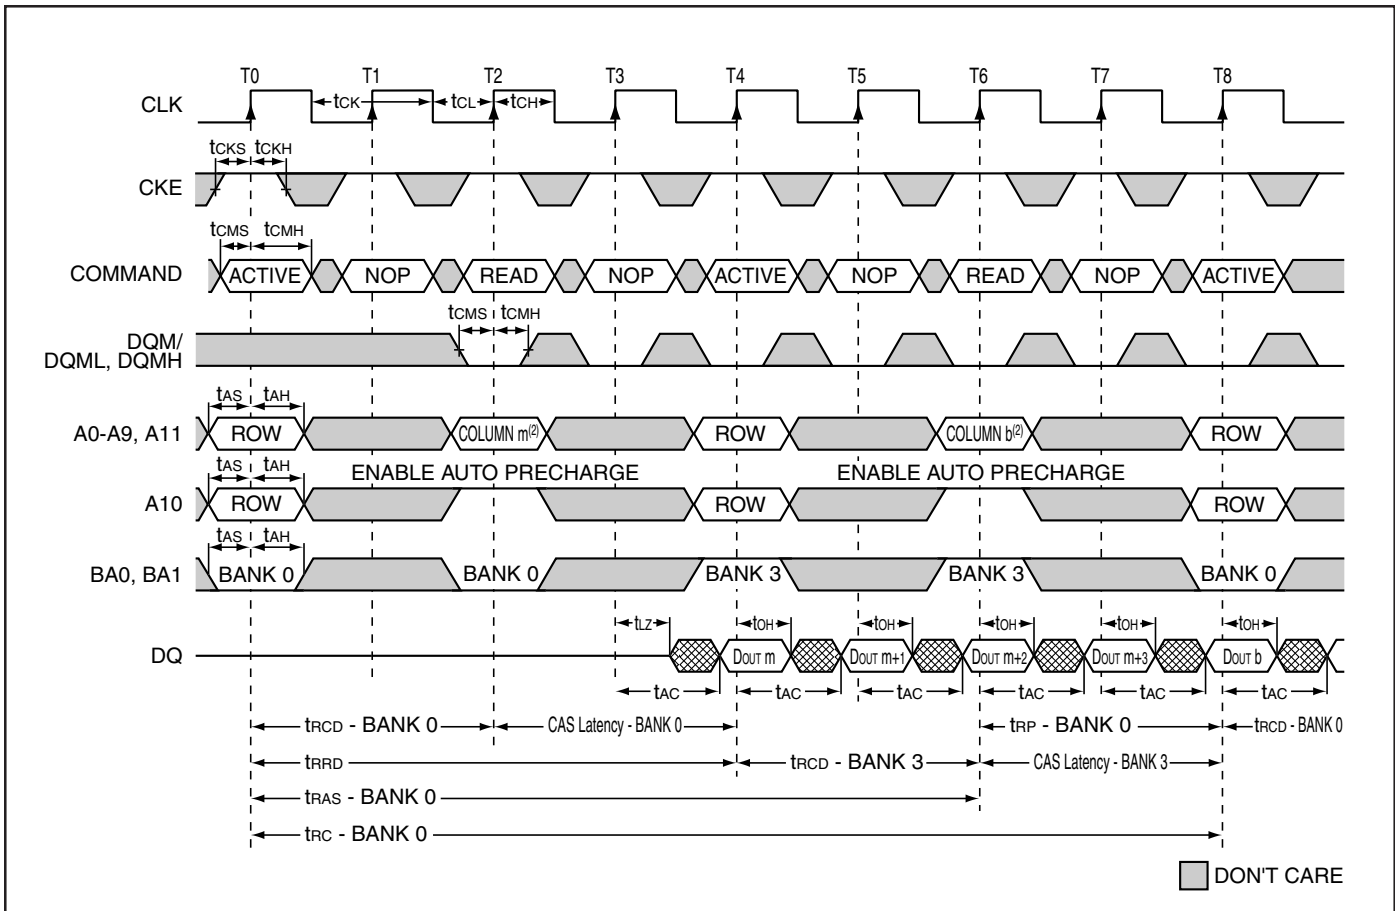 T0 T1 T2 T3 T4 T5 T6 T7 T8
CLK tCK tCL tCH
tCKS tCKH
CKE
tCMS tCMH
COMMAND ACTIVE NOP READ NOP ACTIVE NOP READ NOP ACTIVE
tCMS tCMH
DQM/
DQML, DQMH
tAS tAH
A0-A9, A11 ROW COLUMN m(2) ROW COLUMN b(2) ROW
tAS tAH ENABLE AUTO PRECHARGE ENABLE AUTO PRECHARGE
A10 ROW ROW ROW
tAS tAH
BA0, BA1 BANK 0 BANK 0 BANK 3 BANK 3 BANK 0
tLZ tOH tOH tOH tOH tOH
DQ DOUT m DOUT m+1 DOUT m+2 DOUT m+3 DOUT b
tAC tAC tAC tAC tAC tAC
tRCD - BANK 0 CAS Latency - BANK 0 tRP - BANK 0 tRCD - BANK 0
tRRD tRCD - BANK 3 CAS Latency - BANK 3
tRAS - BANK 0
tRC - BANK 0
DON'T CARE